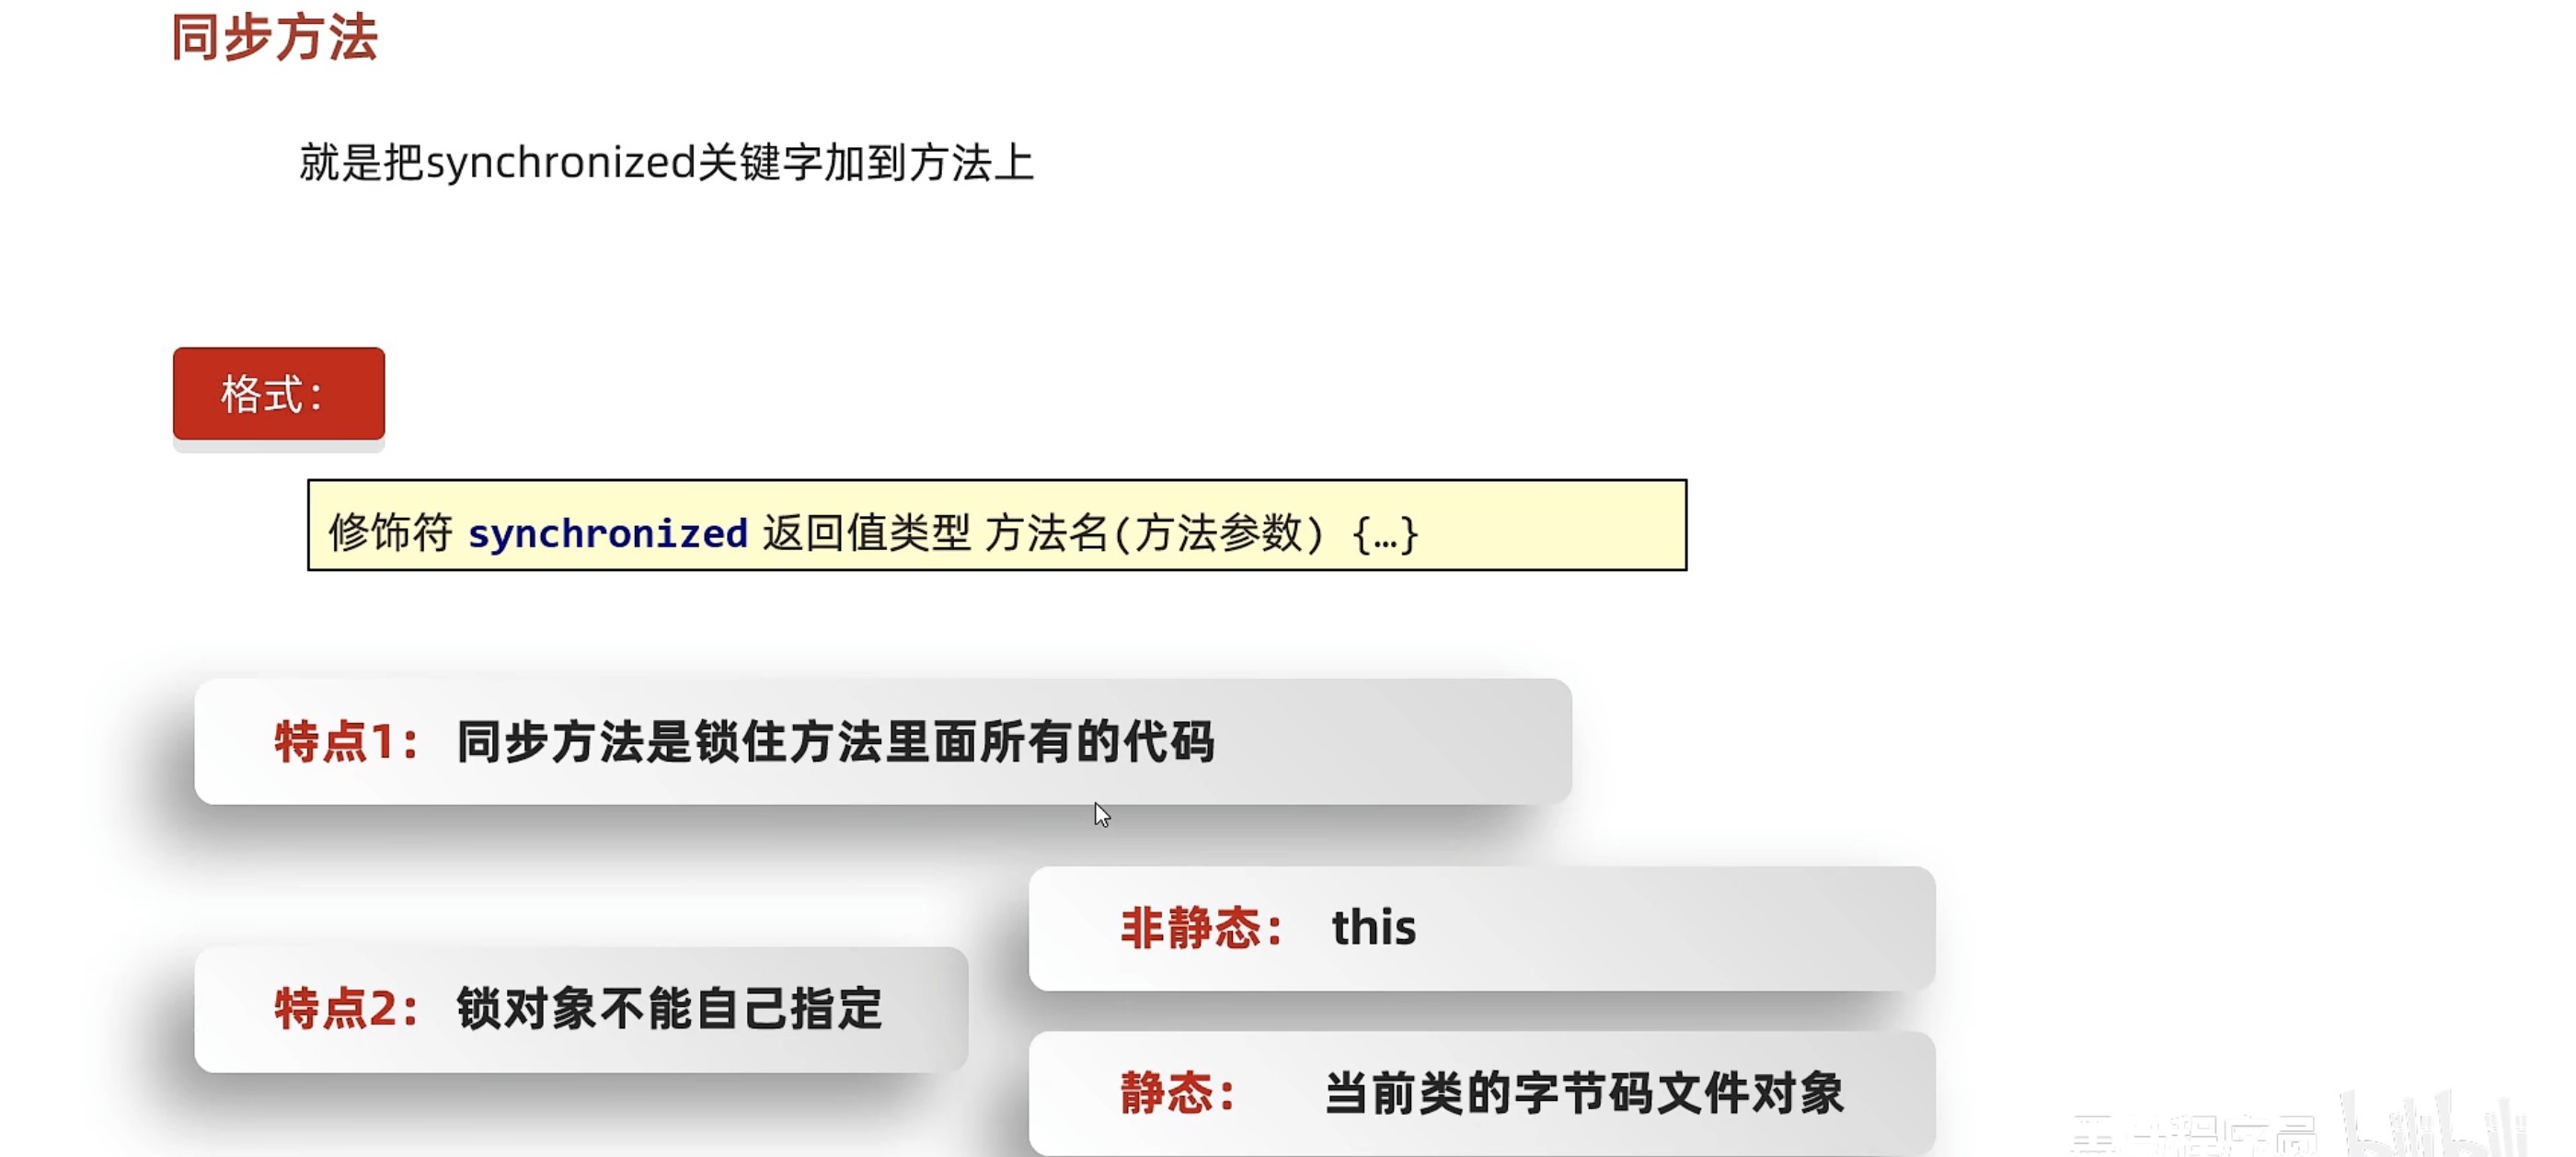 同步方法
就是把synchronized关键字加到方法上
格式：
修饰符 synchronized 返回值类型 方法名(方法参数) {…}
特点1： 同步方法是锁住方法里面所有的代码
特点2： 锁对象不能自己指定
非静态： this
静态： 当前类的字节码文件对象
程序员 bilibili